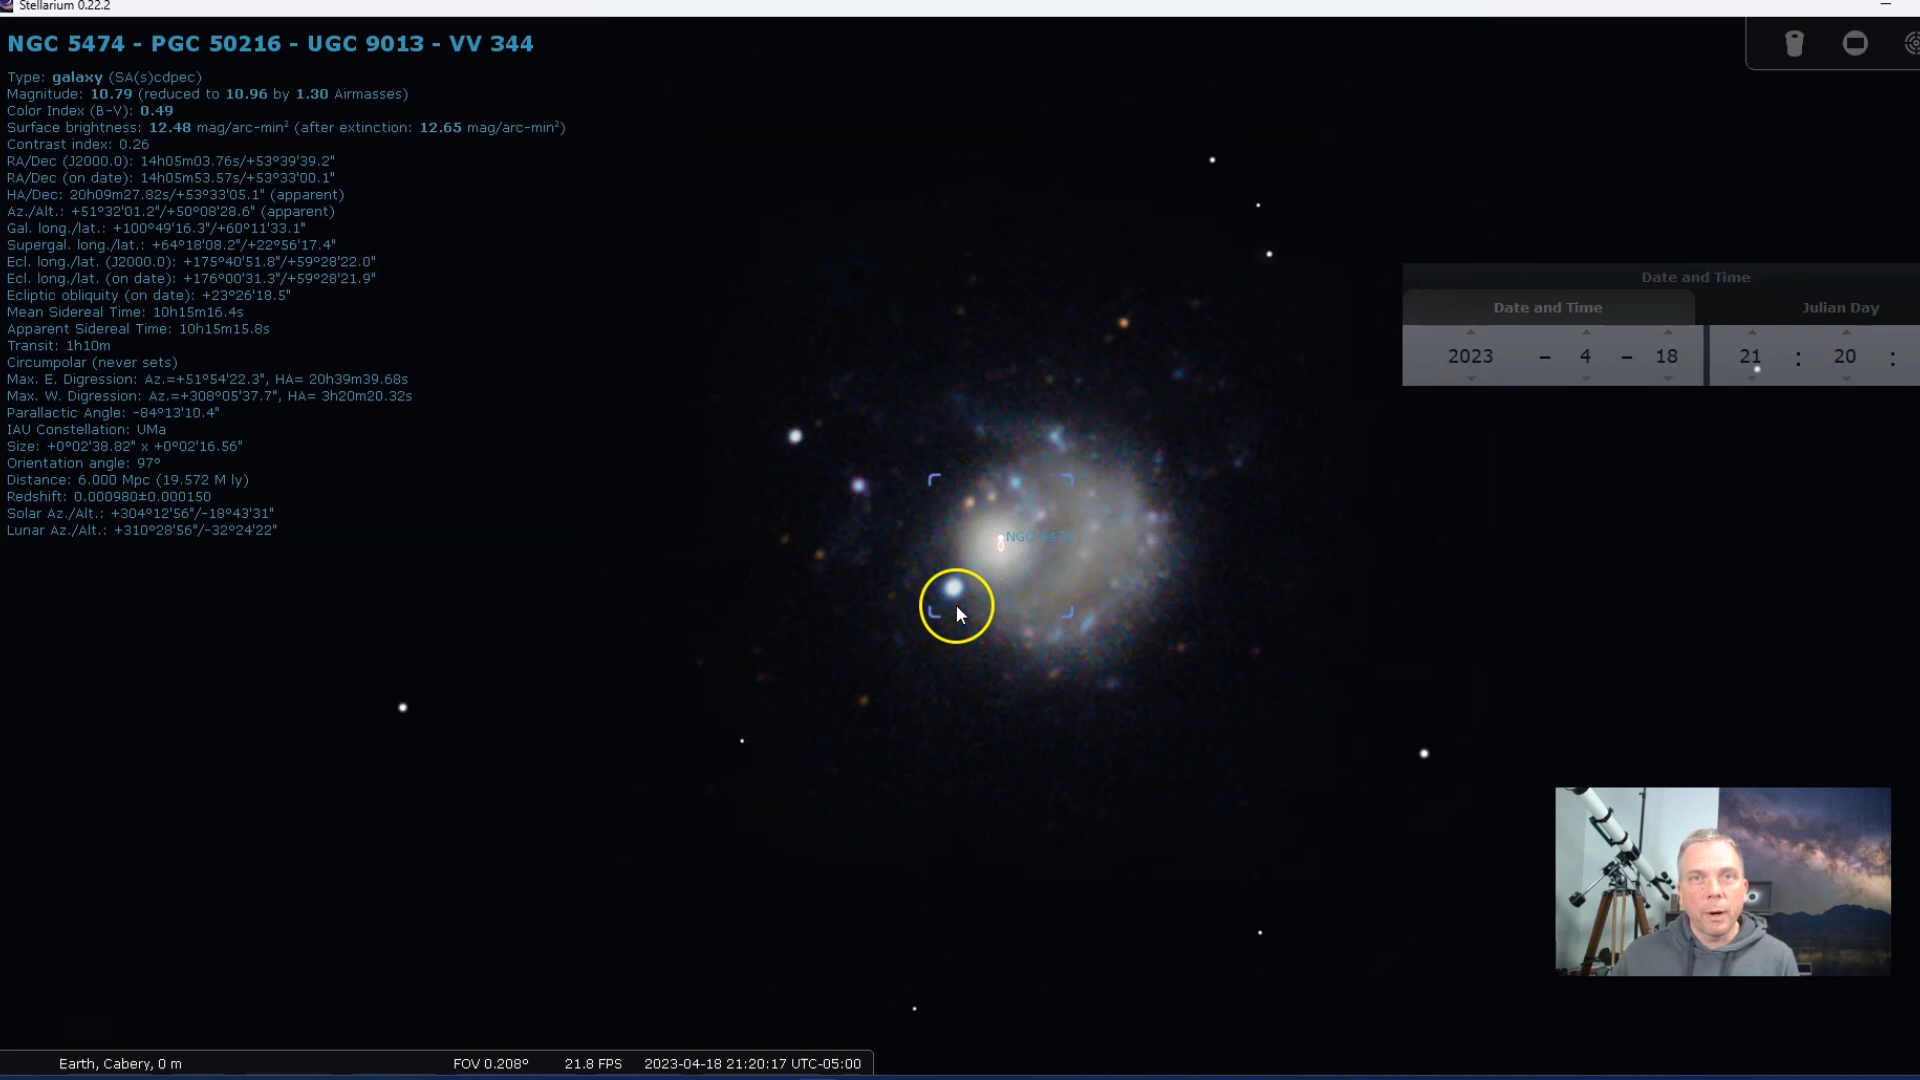 Stellarium 0.22.2
NGC 5474 - PGC 50216 - UGC 9013 - VV 344
Type: galaxy (SA(s)cdpec)
Magnitude: 10.79 (reduced to 10.96 by 1.30 Airmasses)
Color Index (B-V): 0.49
Surface brightness: 12.48 mag/arc-min² (after extinction: 12.65 mag/arc-min²)
Contrast index: 0.26
RA/Dec (J2000.0): 14h05m03.76s/+53°39'39.2"
RA/Dec (on date): 14h05m53.57s/+53°33'00.1"
HA/Dec: 20h09m27.82s/+53°33'05.1" (apparent)
Az./Alt.: +51°32'01.2"/+50°08'28.6" (apparent)
Gal. long./lat.: +100°49'16.3"/+60°11'33.1"
Supergal. long./lat.: +64°18'08.2"/+22°56'17.4"
Ecl. long./lat. (J2000.0): +175°40'51.8"/+59°28'22.0"
Ecl. long./lat. (on date): +176°00'31.3"/+59°28'21.9"
Ecliptic obliquity (on date): +23°26'18.5"
Mean Sidereal Time: 10h15m16.4s
Apparent Sidereal Time: 10h15m15.8s
Transit: 1h10m
Circumpolar (never sets)
Max. E. Digression: Az.=+51°54'22.3", HA= 20h39m39.68s
Max. W. Digression: Az.=+308°05'37.7", HA= 3h20m20.32s
Parallactic Angle: -84°13'10.4"
IAU Constellation: UMa
Size: +0°02'38.82" x +0°02'16.56"
Orientation angle: 97°
Distance: 6.000 Mpc (19.572 M ly)
Redshift: 0.000980±0.000150
Solar Az./Alt.: +304°12'56"/-18°43'31"
Lunar Az./Alt.: +310°28'56"/-32°24'22"
Date and Time
Date and Time Julian Day
2023 - 4 - 18 21 : 20 :
NGC 5474
Earth, Cabery, 0 m FOV 0.208° 21.8 FPS 2023-04-18 21:20:17 UTC-05:00